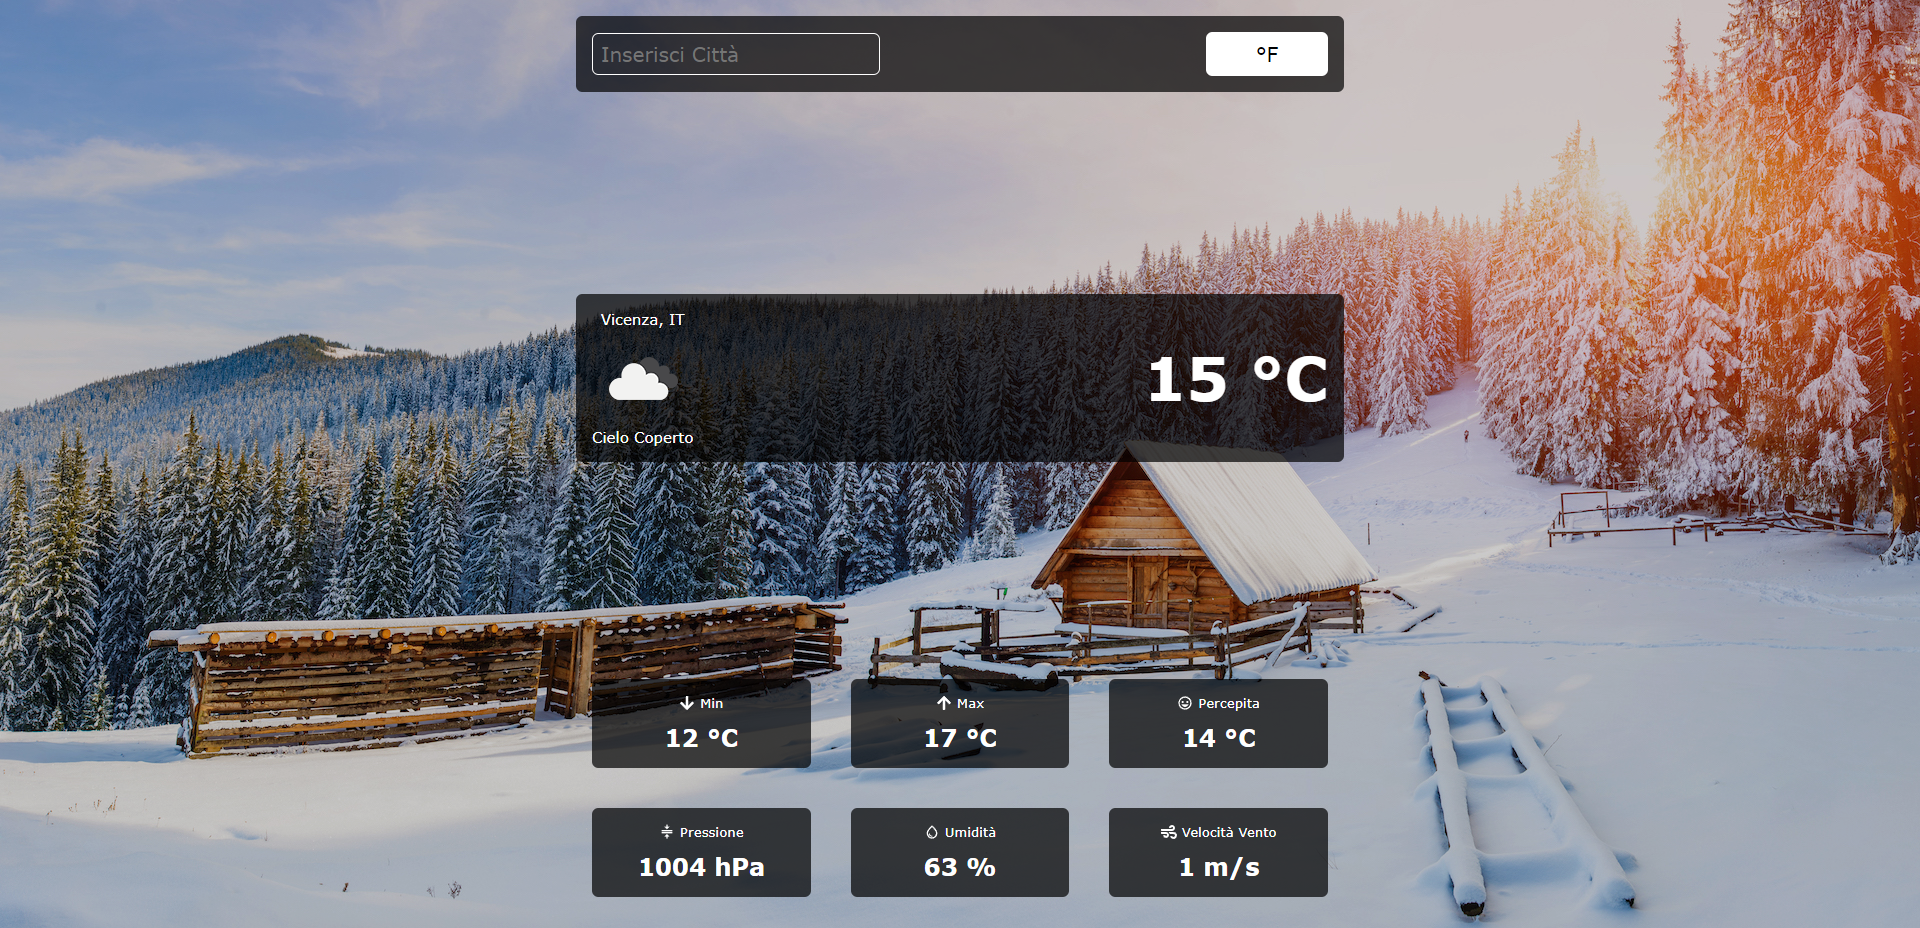 Inserisci Città
°F
Vicenza, IT
15 °C
Cielo Coperto
Min
12 °C
Max
17 °C
Percepita
14 °C
Pressione
1004 hPa
Umidità
63 %
Velocità Vento
1 m/s